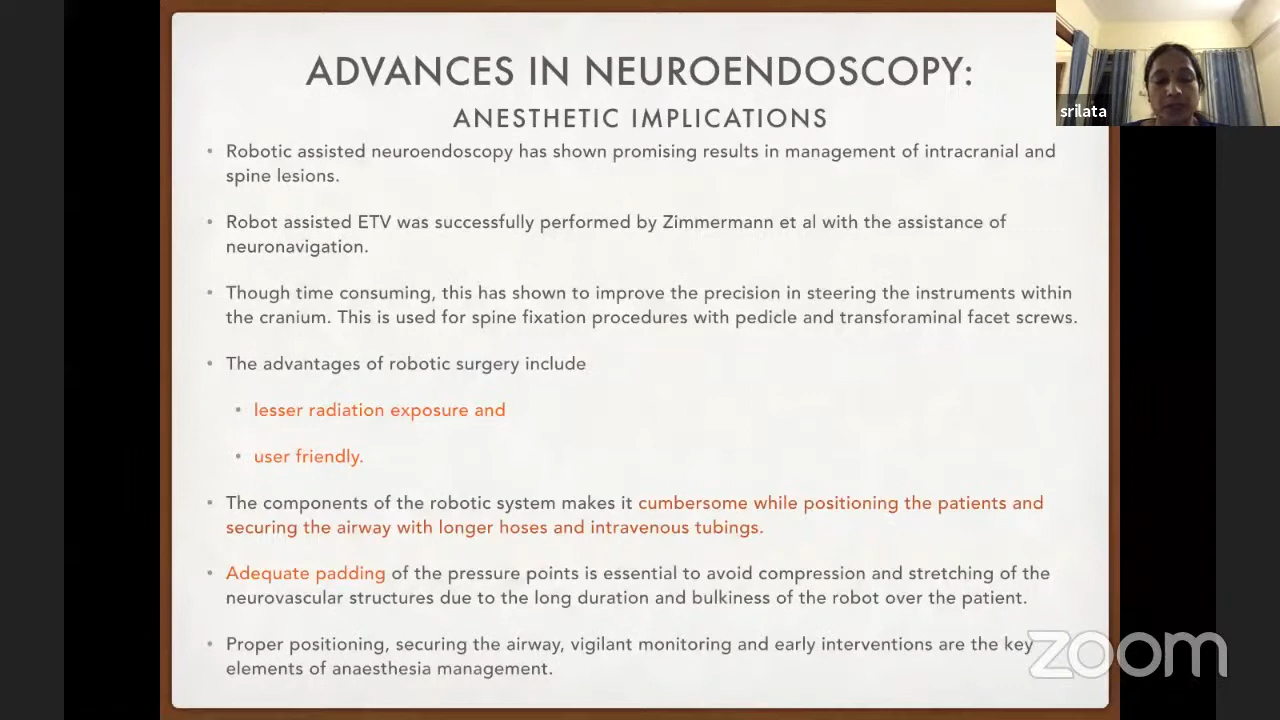 ADVANCES IN NEUROENDOSCOPY:
ANESTHETIC IMPLICATIONS
srilata
• Robotic assisted neuroendoscopy has shown promising results in management of intracranial and
spine lesions.
• Robot assisted ETV was successfully performed by Zimmermann et al with the assistance of
neuronavigation.
• Though time consuming, this has shown to improve the precision in steering the instruments within
the cranium. This is used for spine fixation procedures with pedicle and transforaminal facet screws.
• The advantages of robotic surgery include
• lesser radiation exposure and
• user friendly.
• The components of the robotic system makes it cumbersome while positioning the patients and
securing the airway with longer hoses and intravenous tubings.
• Adequate padding of the pressure points is essential to avoid compression and stretching of the
neurovascular structures due to the long duration and bulkiness of the robot over the patient.
• Proper positioning, securing the airway, vigilant monitoring and early interventions are the key
elements of anaesthesia management.
zoom